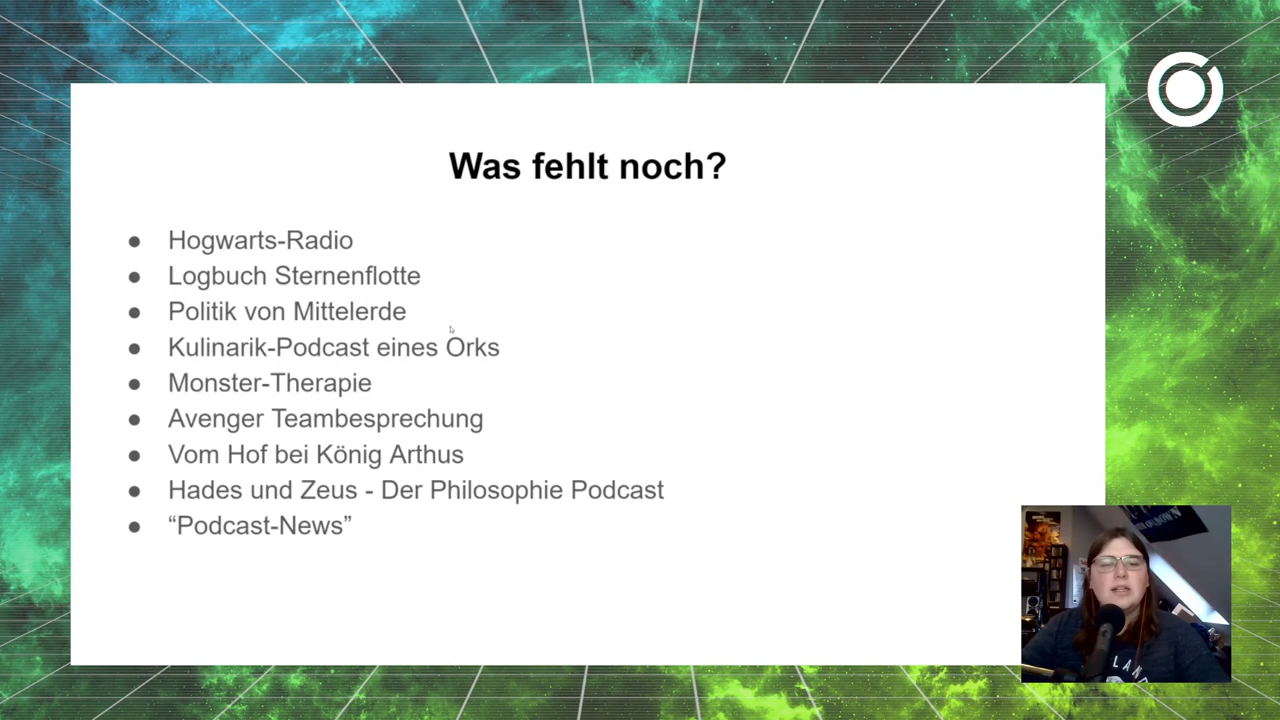 Was fehlt noch?
● Hogwarts-Radio
● Logbuch Sternenflotte
● Politik von Mittelerde
● Kulinarik-Podcast eines Orks
● Monster-Therapie
● Avenger Teambesprechung
● Vom Hof bei König Arthus
● Hades und Zeus - Der Philosophie Podcast
● “Podcast-News”